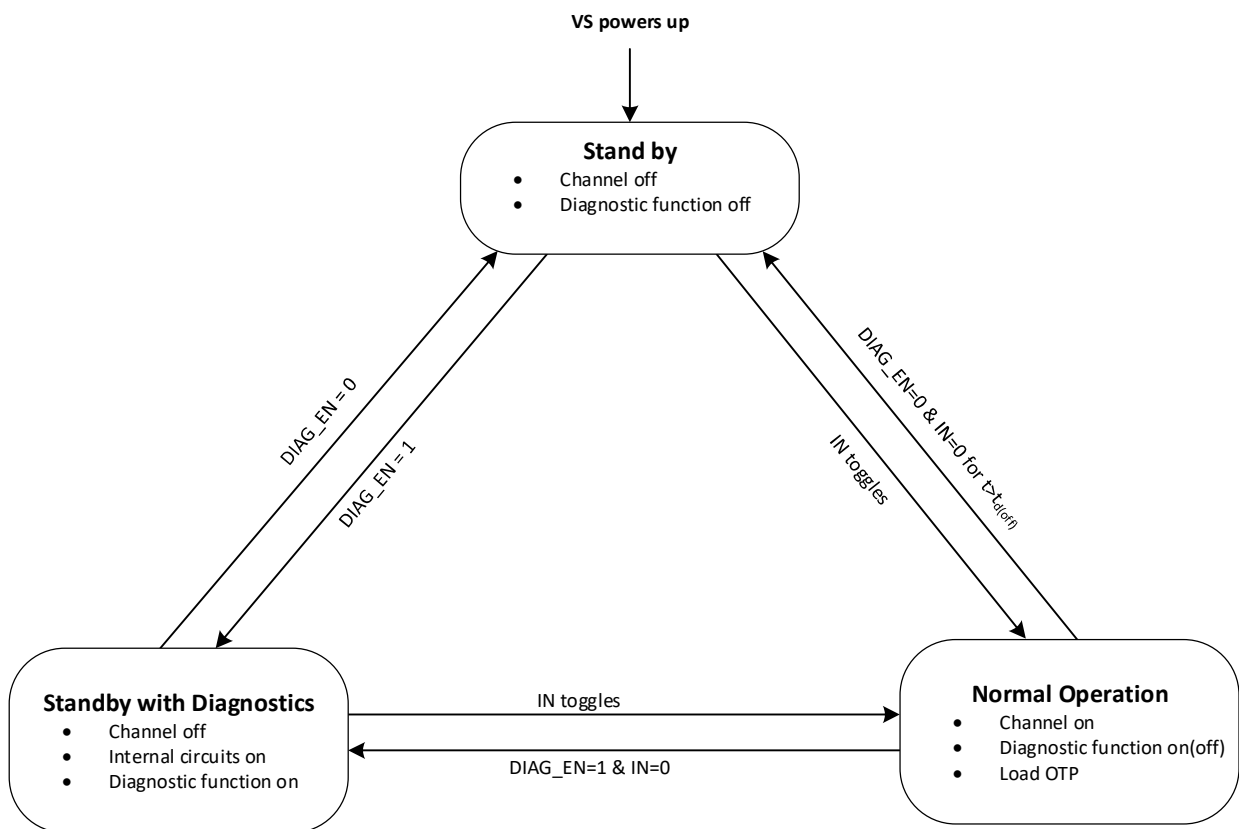 VS powers up
Stand by
• Channel off
• Diagnostic function off
DIAG_EN = 0
DIAG_EN = 1
IN toggles
DIAG_EN=0 & IN=0 for t>td(off)
Standby with Diagnostics
• Channel off
• Internal circuits on
• Diagnostic function on
IN toggles
DIAG_EN=1 & IN=0
Normal Operation
• Channel on
• Diagnostic function on(off)
• Load OTP